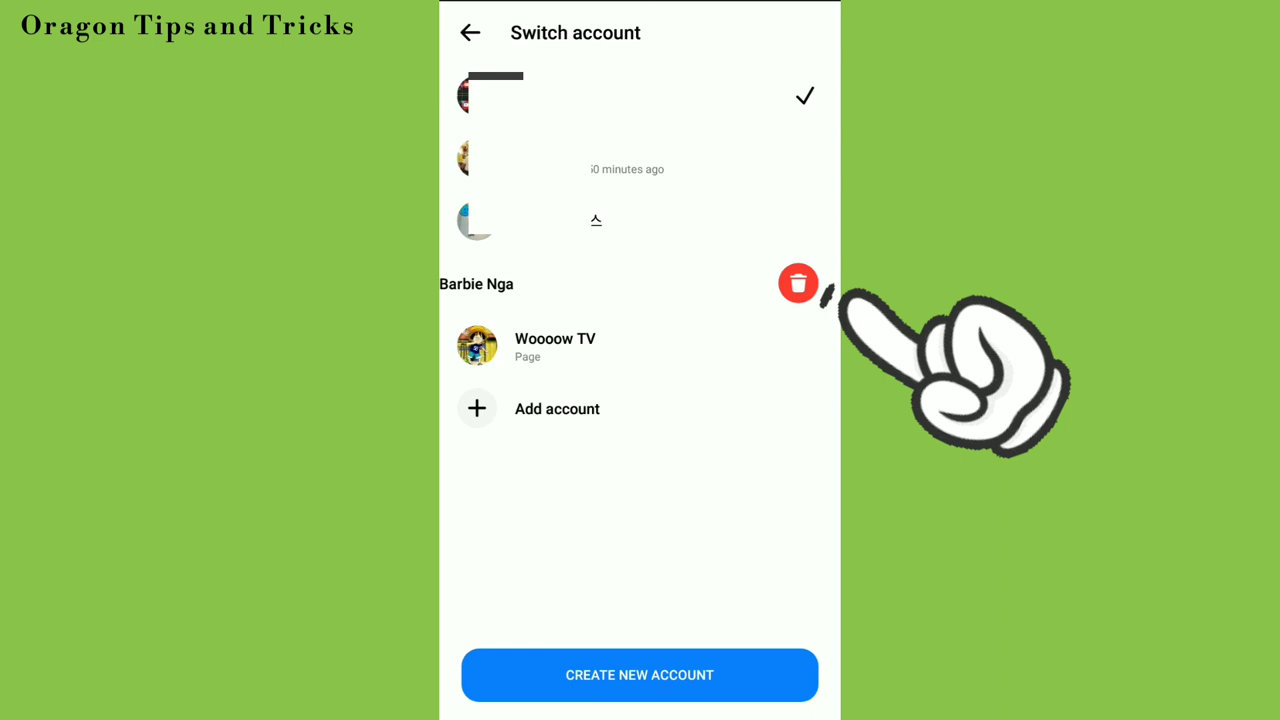 Oragon Tips and Tricks
Switch account
50 minutes ago
스
Barbie Nga
Woooow TV
Page
Add account
CREATE NEW ACCOUNT